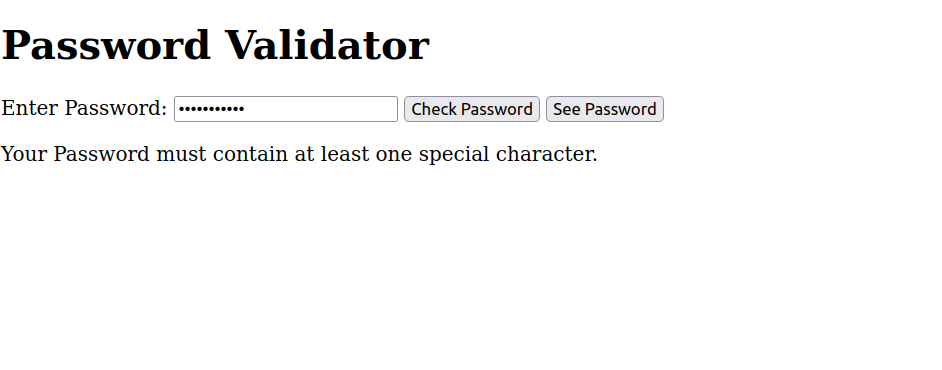 Password Validator
Enter Password: ••••••••••• Check Password See Password
Your Password must contain at least one special character.